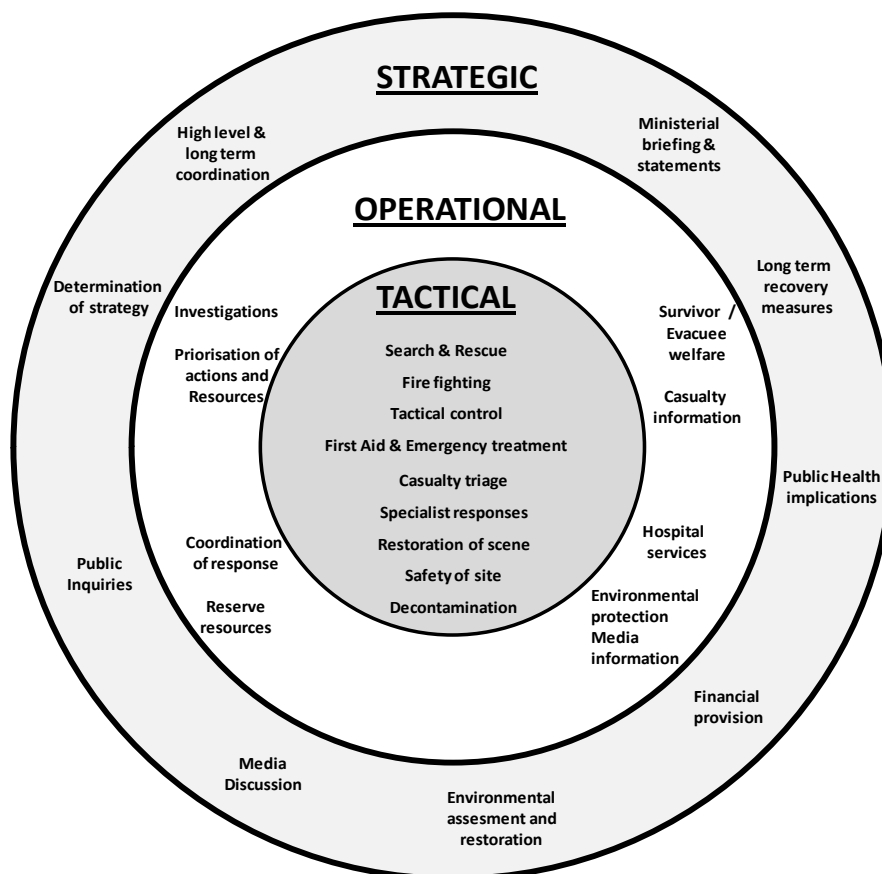 STRATEGIC
High level &
long term
coordination
Ministerial
briefing &
statements
OPERATIONAL
Determination
of strategy
Long term
recovery
measures
TACTICAL
Investigations
Priorisation of
actions and
Resources
Survivor /
Evacuee
welfare
Casualty
information
Search & Rescue
Fire fighting
Tactical control
First Aid & Emergency treatment
Casualty triage
Specialist responses
Restoration of scene
Safety of site
Decontamination
Public Health
implications
Coordination
of response
Reserve
resources
Hospital
services
Environmental
protection
Media
information
Public
Inquiries
Financial
provision
Media
Discussion
Environmental
assesment and
restoration